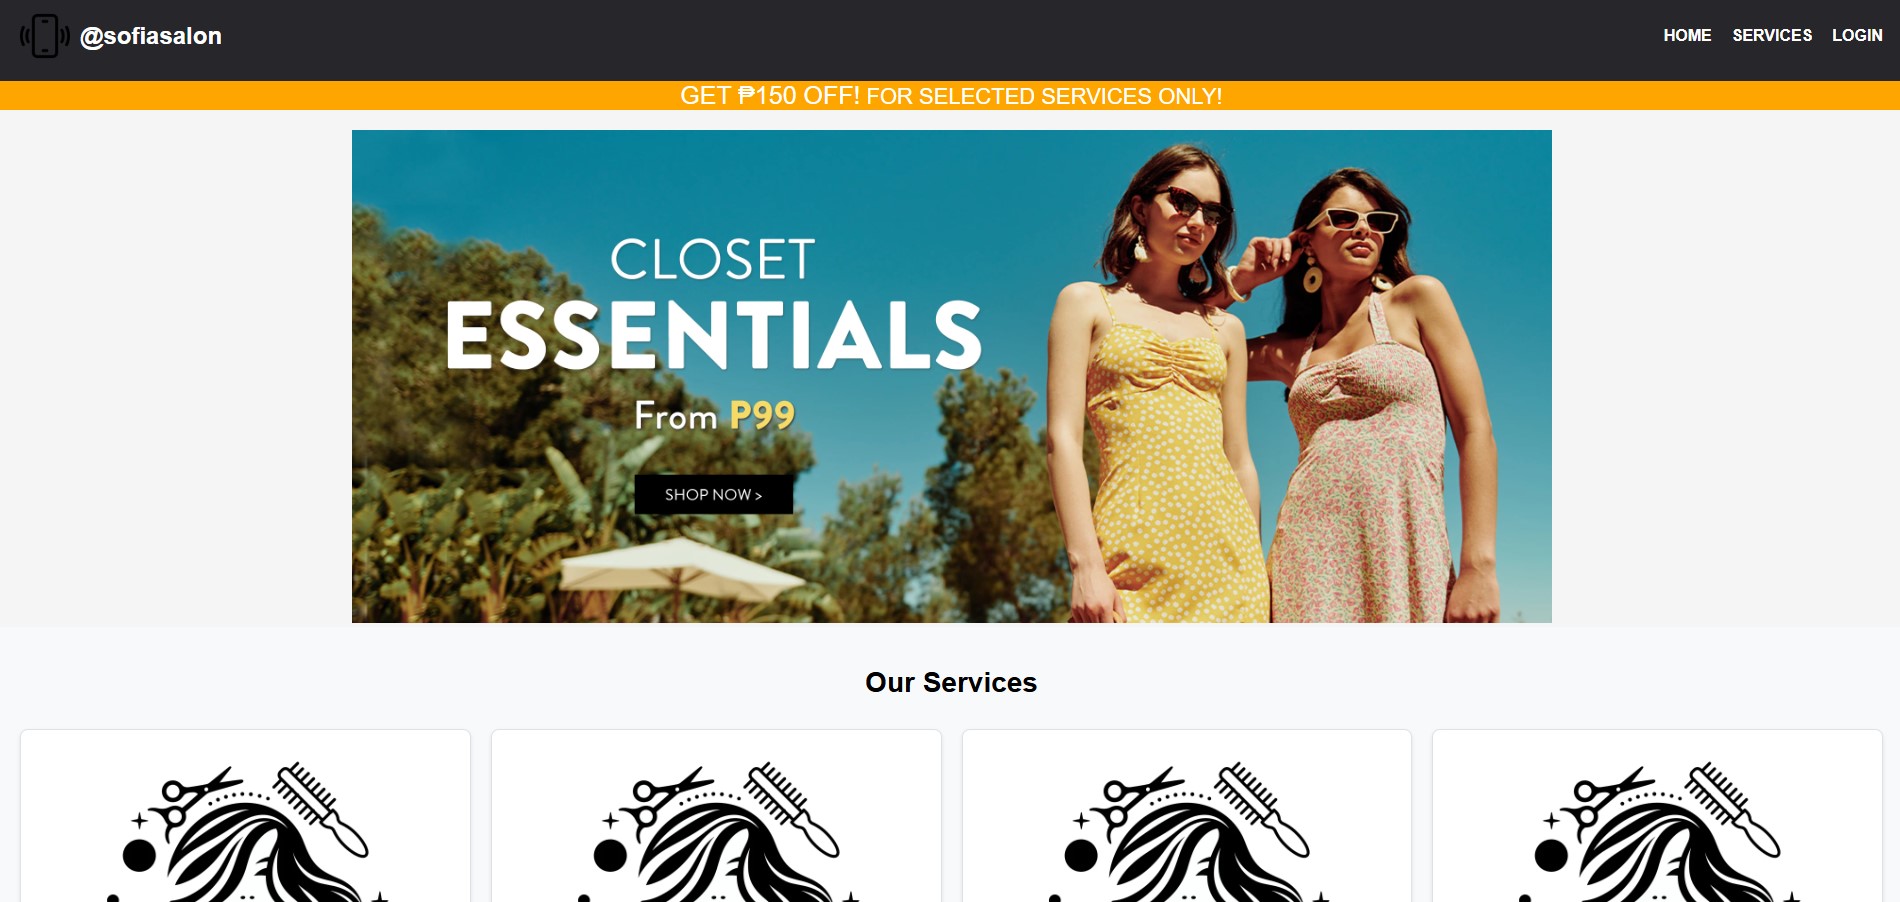 @sofiasalon
HOME SERVICES LOGIN
GET ₱150 OFF! FOR SELECTED SERVICES ONLY!
CLOSET
ESSENTIALS
From P99
SHOP NOW >
Our Services